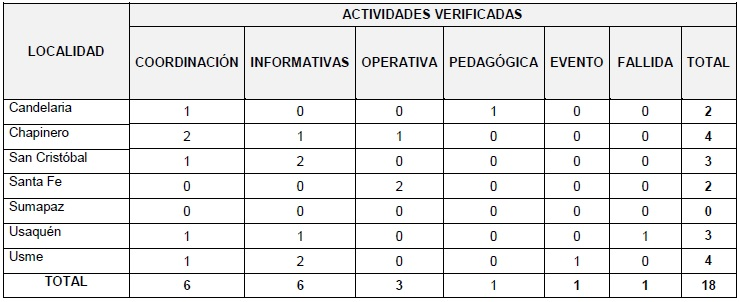 LOCALIDAD ACTIVIDADES VERIFICADAS
COORDINACIÓN INFORMATIVAS OPERATIVA PEDAGÓGICA EVENTO FALLIDA TOTAL
Candelaria 1 0 0 1 0 0 2
Chapinero 2 1 1 0 0 0 4
San Cristóbal 1 2 0 0 0 0 3
Santa Fe 0 0 2 0 0 0 2
Sumapaz 0 0 0 0 0 0 0
Usaquén 1 1 0 0 0 1 3
Usme 1 2 0 0 1 0 4
TOTAL 6 6 3 1 1 1 18